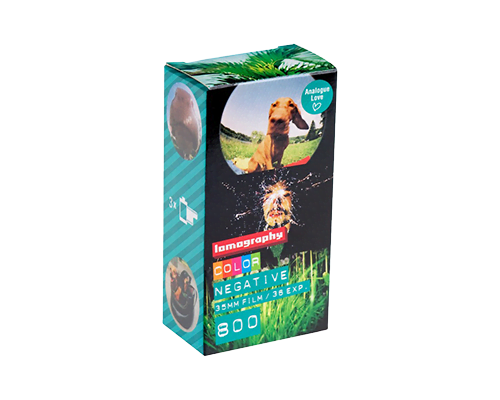 Analogue
Love
3x
lomography
COLOR
NEGATIVE
35MM FILM / 36 EXP.
800